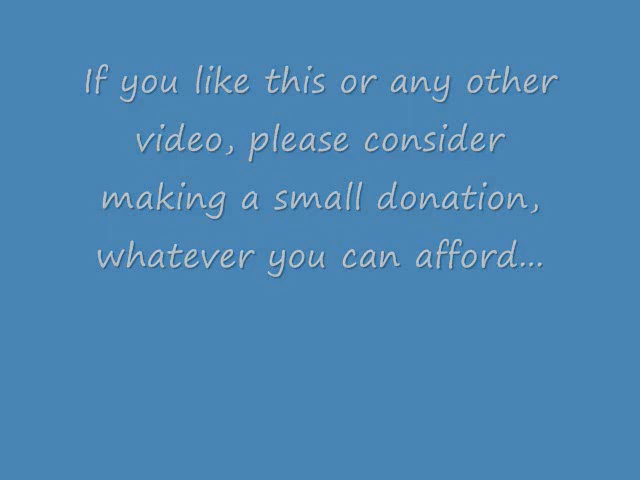 If you like this or any other
video, please consider
making a small donation,
whatever you can afford...